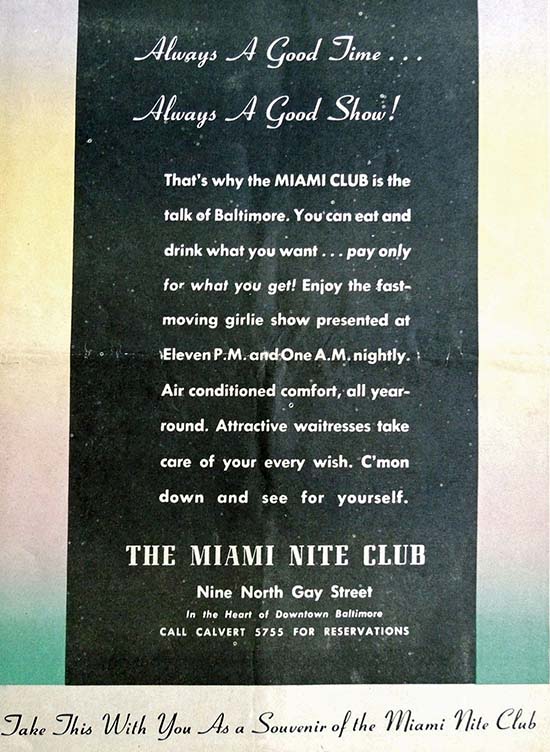 Always A Good Time . . .
Always A Good Show!
That's why the MIAMI CLUB is the
talk of Baltimore. You can eat and
drink what you want . . . pay only
for what you get! Enjoy the fast-
moving girlie show presented at
Eleven P.M. and One A.M. nightly.
Air conditioned comfort, all year-
round. Attractive waitresses take
care of your every wish. C'mon
down and see for yourself.
THE MIAMI NITE CLUB
Nine North Gay Street
In the Heart of Downtown Baltimore
CALL CALVERT 5755 FOR RESERVATIONS
Take This With You As a Souvenir of the Miami Nite Club